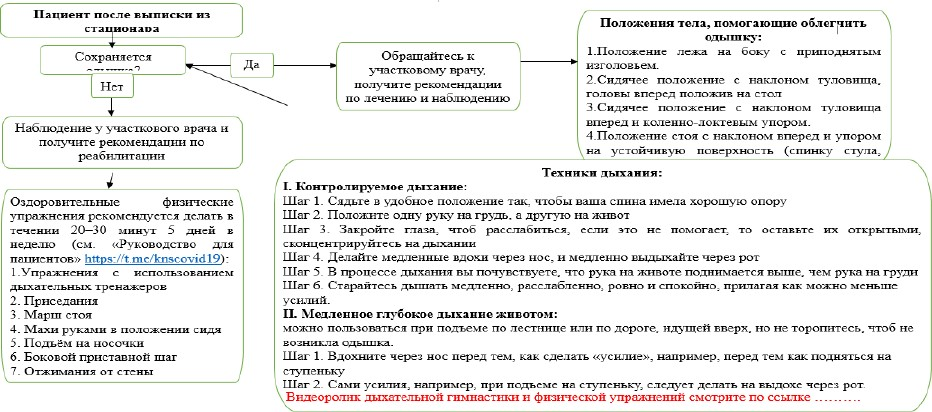 Пациент после выписки из
стационара
Сохраняется
одышка?
Да
Нет
Обращайтесь к
участковому врачу,
получите рекомендации
по лечению и наблюдению
Положения тела, помогающие облегчить
одышку:
1.Положение лежа на боку с приподнятым
изголовьем.
2.Сидячее положение с наклоном туловища,
головы вперед положив на стол
3.Сидячее положение с наклоном туловища
вперед и коленно-локтевым упором.
4.Положение стоя с наклоном вперед и упором
на устойчивую поверхность (спинку стула,
Наблюдение у участкового врача и
получите рекомендации по
реабилитации
Оздоровительные физические
упражнения рекомендуется делать в
течении 20–30 минут 5 дней в
неделю (см. «Руководство для
пациентов» https://t.me/knscovid19):
1.Упражнения с использованием
дыхательных тренажеров
2. Приседания
3. Марш стоя
4. Махи руками в положении сидя
5. Подъём на носочки
6. Боковой приставной шаг
7. Отжимания от стены
Техники дыхания:
I. Контролируемое дыхание:
Шаг 1. Сядьте в удобное положение так, чтобы ваша спина имела хорошую опору
Шаг 2. Положите одну руку на грудь, а другую на живот
Шаг 3. Закройте глаза, чтоб расслабиться, если это не помогает, то оставьте их открытыми,
сконцентрируйтесь на дыхании
Шаг 4. Делайте медленные вдохи через нос, и медленно выдыхайте через рот
Шаг 5. В процессе дыхания вы почувствуете, что рука на животе поднимается выше, чем рука на груди
Шаг 6. Старайтесь дышать медленно, расслабленно, ровно и спокойно, прилагая как можно меньше
усилий.
II. Медленное глубокое дыхание животом:
можно пользоваться при подъеме по лестнице или по дороге, идущей вверх, но не торопитесь, чтоб не
возникла одышка.
Шаг 1. Вдохните через нос перед тем, как сделать «усилие», например, перед тем как подняться на
ступеньку
Шаг 2. Сами усилия, например, при подъеме на ступеньку, следует делать на выдохе через рот.
Видеоролик дыхательной гимнастики и физической упражнений смотрите по ссылке ……….